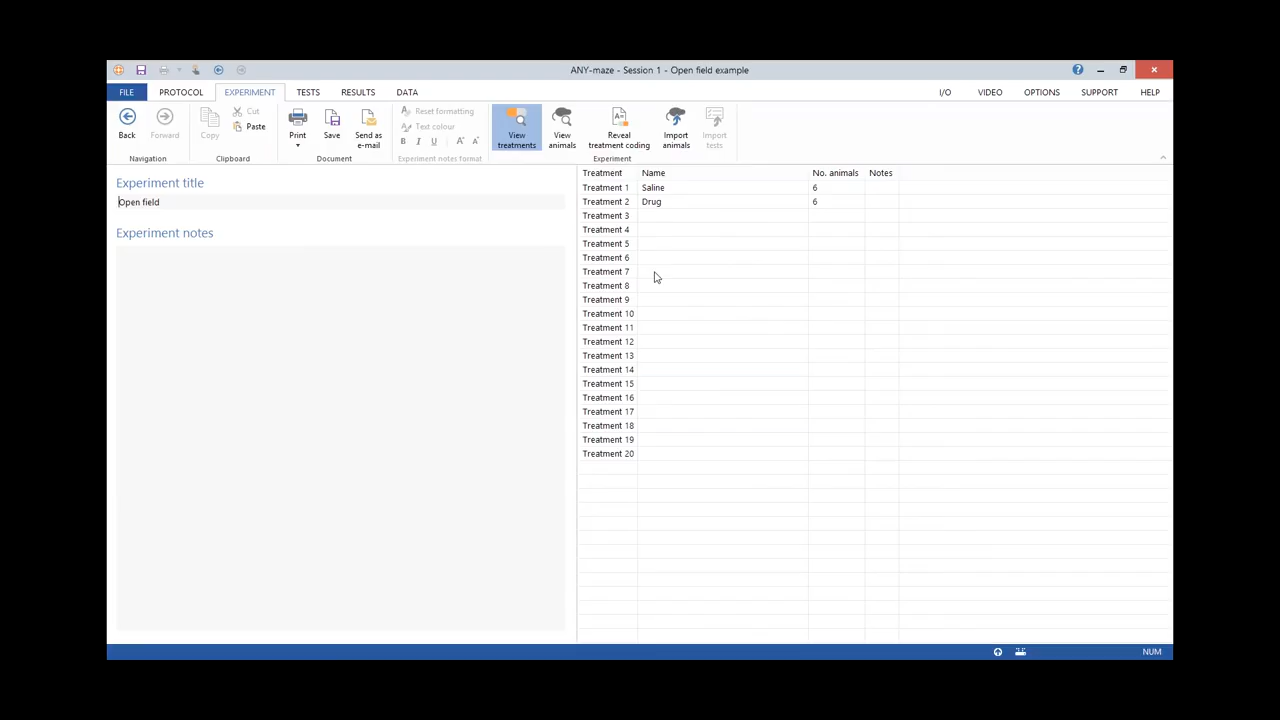 ANY-maze - Session 1 - Open field example
FILE PROTOCOL EXPERIMENT TESTS RESULTS DATA I/O VIDEO OPTIONS SUPPORT HELP
Back
Forward
Navigation
Copy
Cut
Paste
Clipboard
Print
Save
Send as
e-mail
Document
Reset formatting
Text colour
B I U A A
Experiment notes format
View
treatments
View
animals
Reveal
treatment coding
Import
animals
Import
tests
Experiment
Experiment title
Open field
Experiment notes
Treatment Name No. animals Notes
Treatment 1 Saline 6
Treatment 2 Drug 6
Treatment 3
Treatment 4
Treatment 5
Treatment 6
Treatment 7
Treatment 8
Treatment 9
Treatment 10
Treatment 11
Treatment 12
Treatment 13
Treatment 14
Treatment 15
Treatment 16
Treatment 17
Treatment 18
Treatment 19
Treatment 20
NUM